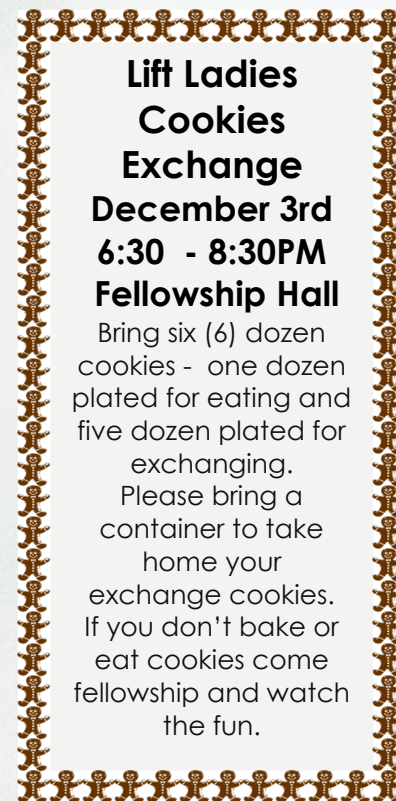 Lift Ladies
Cookies
Exchange
December 3rd
6:30  - 8:30PM
Fellowship Hall
Bring six (6) dozen
cookies -  one dozen
plated for eating and
five dozen plated for
exchanging.
Please bring a
container to take
home your
exchange cookies.
If you don’t bake or
eat cookies come
fellowship and watch
the fun.